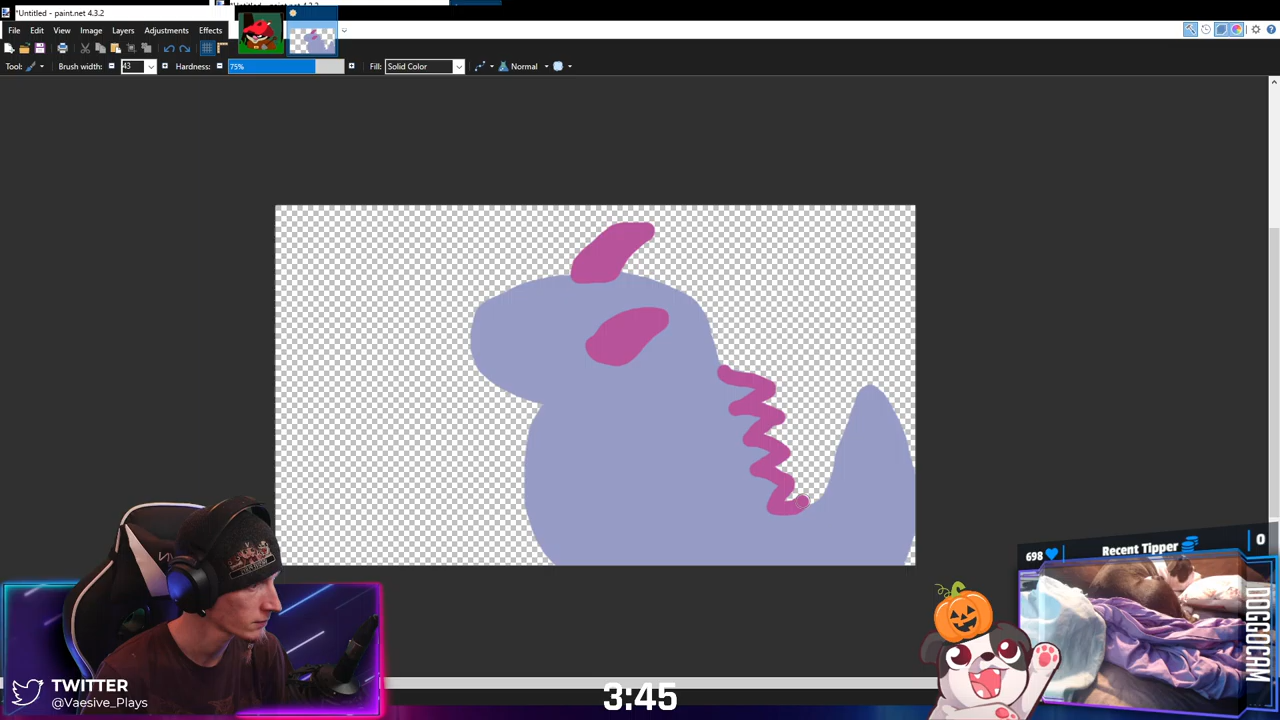 *Untitled - paint.net 4.3.2
File Edit View Image Layers Adjustments Effects
Tool: Brush width: 43 Hardness: 75% Fill: Solid Color Normal
698 Recent Tipper 0
DOGGOCAM
TWITTER
@Vaesive_Plays
3:45